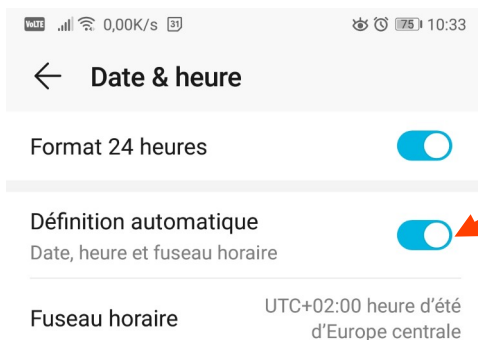 VoLTE 0,00K/s 31 75 10:33
Date & heure
Format 24 heures
Définition automatique
Date, heure et fuseau horaire
Fuseau horaire
UTC+02:00 heure d’été
d’Europe centrale